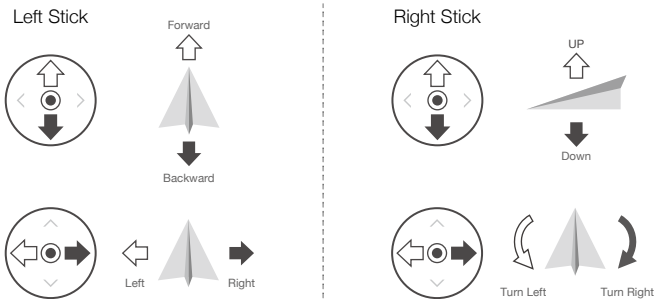 Left Stick
Forward
Backward
Left
Right
Right Stick
UP
Down
Turn Left
Turn Right